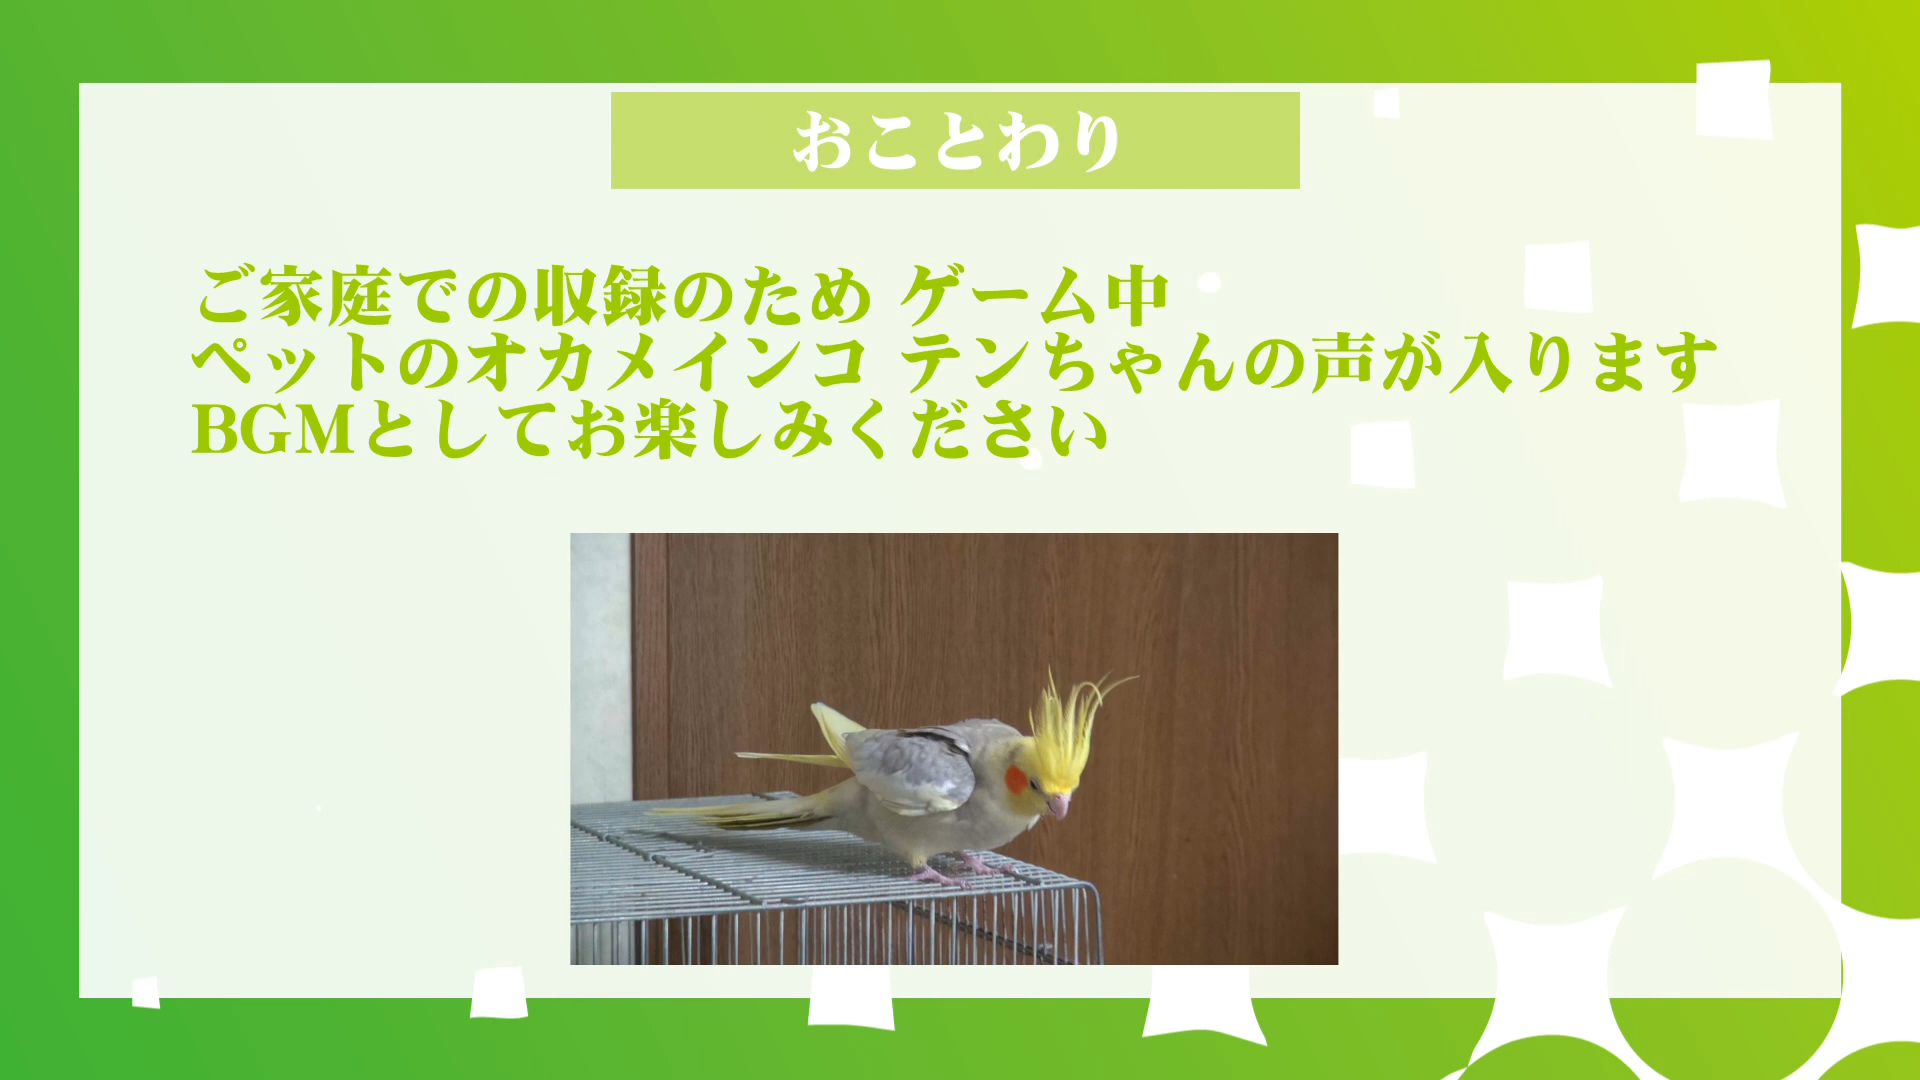 おことわり
ご家庭での収録のため ゲーム中
ペットのオカメインコ テンちゃんの声が入ります
BGMとしてお楽しみください